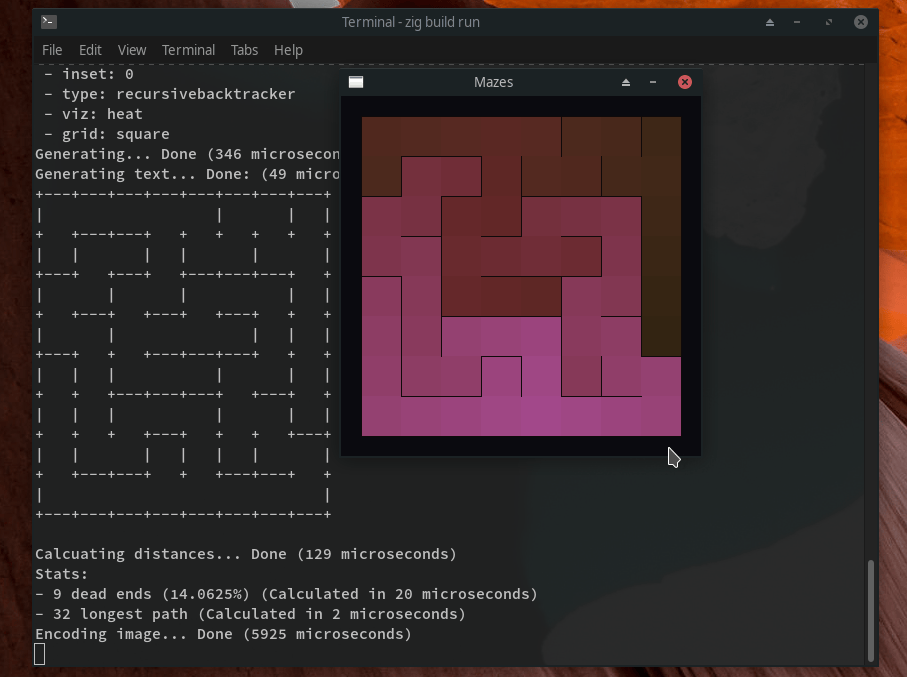 Terminal - zig build run
File Edit View Terminal Tabs Help
 - inset: 0
Mazes
 - type: recursivebacktracker
 - viz: heat
 - grid: square
Generating... Done (346 microsecon
Generating text... Done: (49 micro
+---+---+---+---+---+---+---+---+
|                   |       |   |
+   +---+---+   +   +   +   +   +
|   |       |   |       |       |
+---+   +---+   +---+---+---+   +
|       |       |           |   |
+   +---+   +---+   +---+   +   +
|       |               |   |   |
+---+   +   +---+---+---+   +   +
|   |   |           |       |   |
+   +   +---+---+---+   +---+   +
|   |   |           |       |   |
+   +   +   +---+   +   +   +---+
|   |       |   |   |   |       |
+   +---+---+   +   +---+---+   +
|                               |
+---+---+---+---+---+---+---+---+
Calcuating distances... Done (129 microseconds)
Stats:
- 9 dead ends (14.0625%) (Calculated in 20 microseconds)
- 32 longest path (Calculated in 2 microseconds)
Encoding image... Done (5925 microseconds)